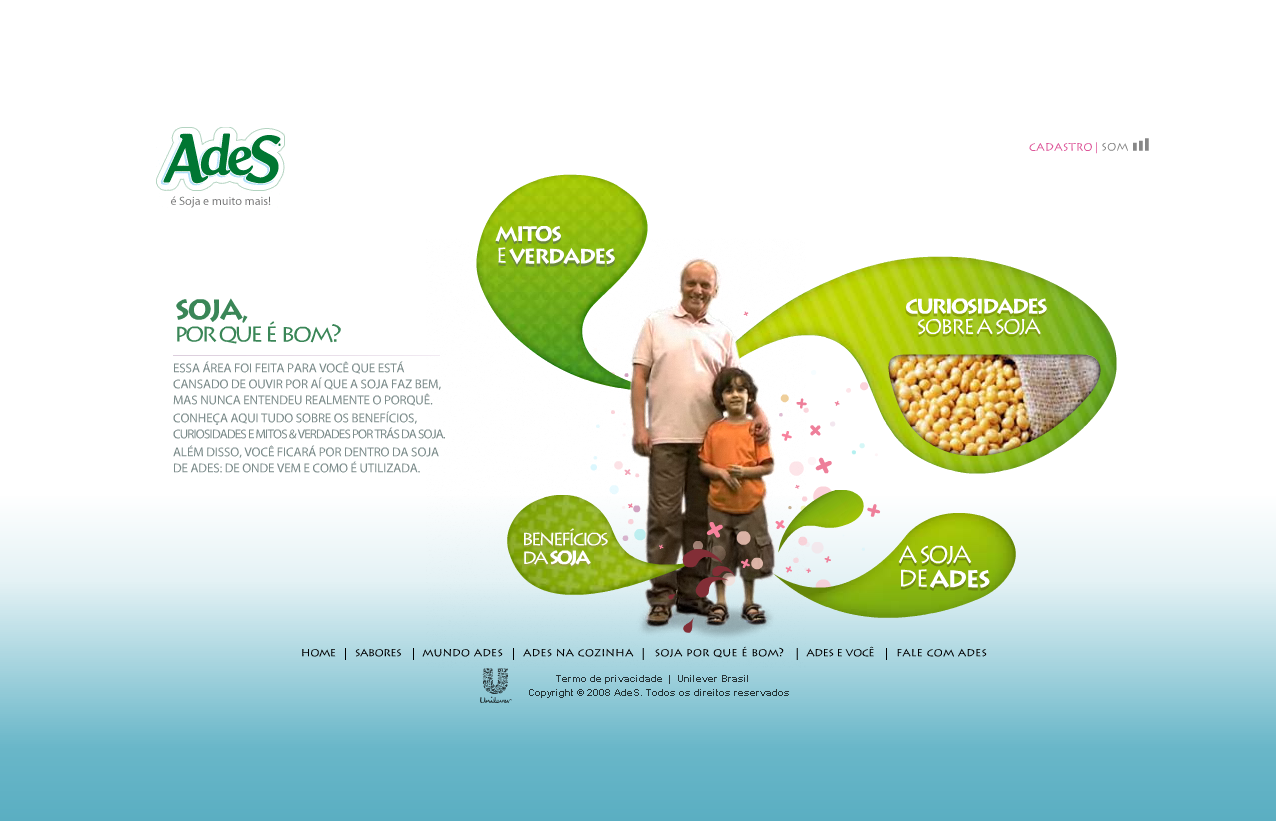 AdeS
é Soja e muito mais!
CADASTRO | SOM
MITOS
E VERDADES
CURIOSIDADES
SOBRE A SOJA
SOJA,
POR QUE É BOM?
ESSA ÁREA FOI FEITA PARA VOCÊ QUE ESTÁ
CANSADO DE OUVIR POR AÍ QUE A SOJA FAZ BEM,
MAS NUNCA ENTENDEU REALMENTE O PORQUÊ.
CONHEÇA AQUI TUDO SOBRE OS BENEFÍCIOS,
CURIOSIDADES E MITOS & VERDADES POR TRÁS DA SOJA.
ALÉM DISSO, VOCÊ FICARÁ POR DENTRO DA SOJA
DE ADES: DE ONDE VEM E COMO É UTILIZADA.
BENEFÍCIOS
DA SOJA
A SOJA
DE ADES
HOME | SABORES | MUNDO ADES | ADES NA COZINHA | SOJA POR QUE É BOM? | ADES E VOCÊ | FALE COM ADES
Unilever
Termo de privacidade | Unilever Brasil
Copyright © 2008 AdeS. Todos os direitos reservados